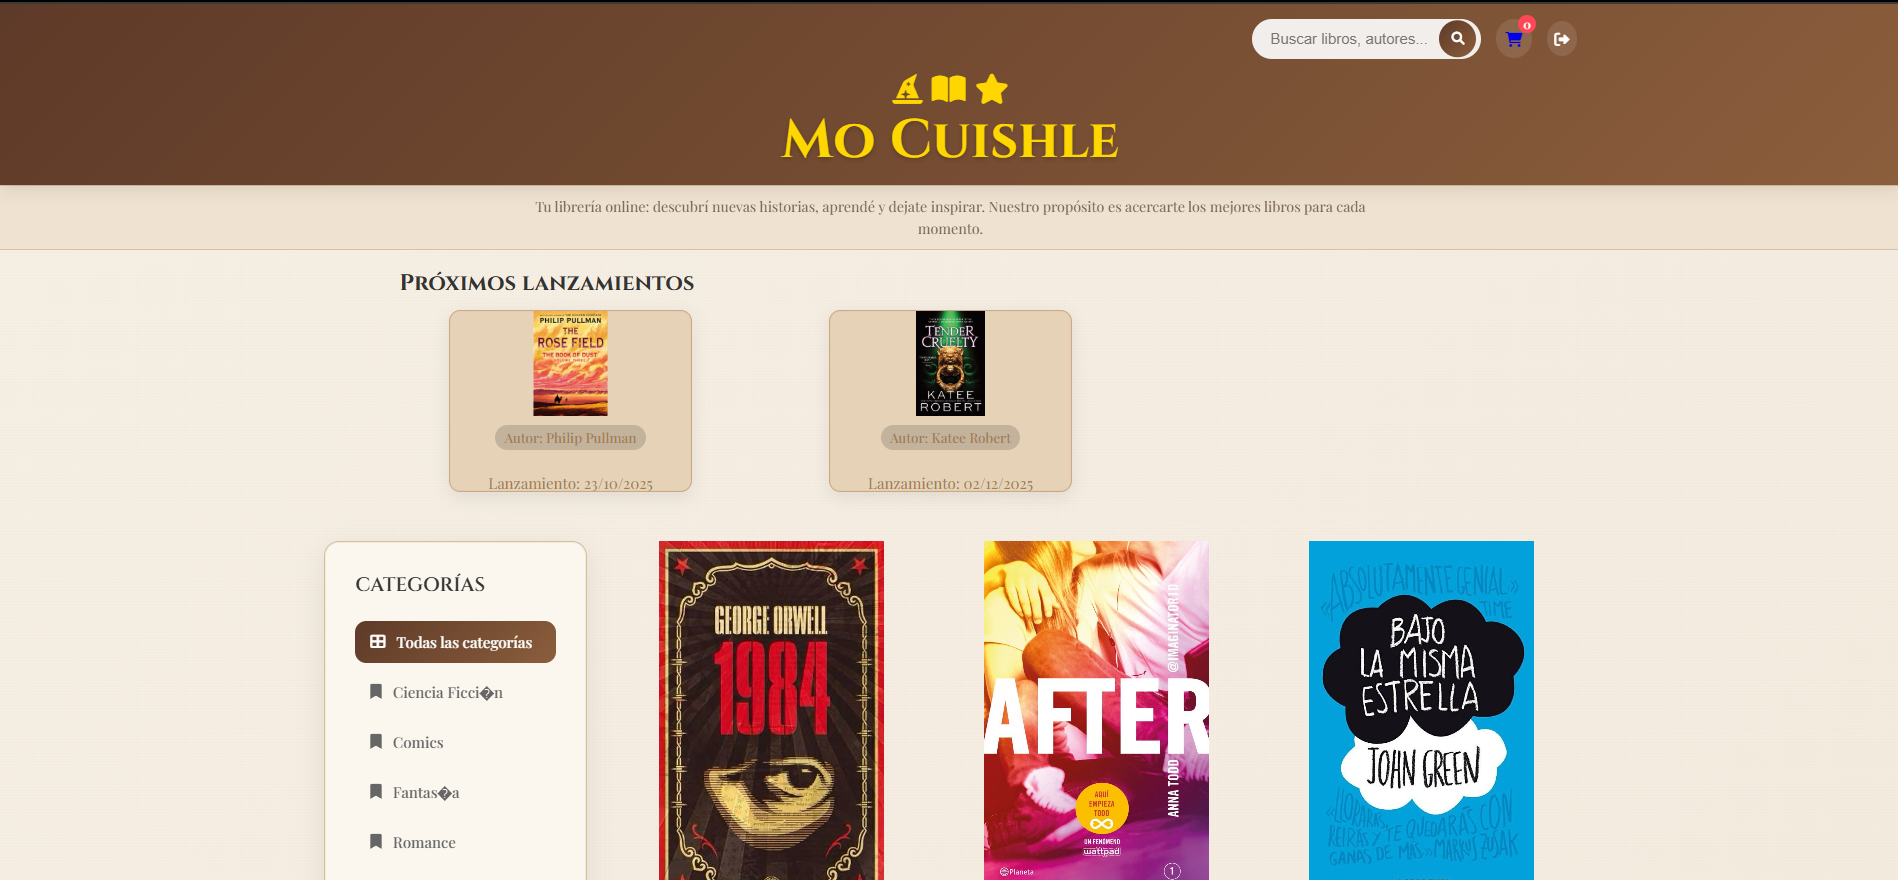 Buscar libros, autores...
0
Mo Cuishle
Tu librería online: descubrí nuevas historias, aprendé y dejate inspirar. Nuestro propósito es acercarte los mejores libros para cada
momento.
Próximos lanzamientos
PHILIP PULLMAN
THE
ROSE FIELD
THE BOOK OF DUST
Autor: Philip Pullman
Lanzamiento: 23/10/2025
TENDER
CRUELTY
KATEE
ROBERT
Autor: Katee Robert
Lanzamiento: 02/12/2025
CATEGORÍAS
Todas las categorías
Ciencia Ficci�n
Comics
Fantas�a
Romance
GEORGE ORWELL
1984
@IMAGINATOR1D
AFTER
ANNA TODD
AQUÍ
EMPIEZA
TODO
UN FENÓMENO
wattpad
Planeta
1
«ABSOLUTAMENTE GENIAL»
TIME
BAJO
LA MISMA
ESTRELLA
JOHN GREEN
«LLORARÁS,
REIRÁS Y TE QUEDARÁS CON
GANAS DE MÁS» MARKUS ZUSAK